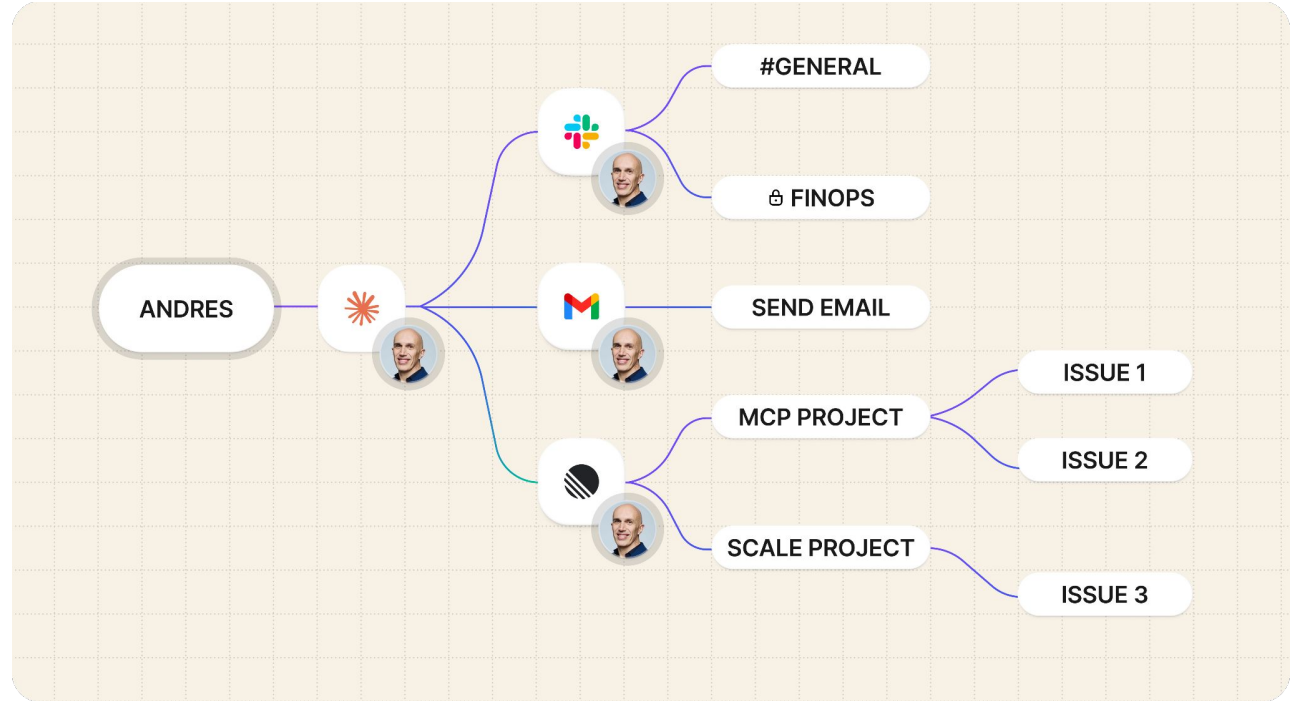 #GENERAL
FINOPS
ANDRES
SEND EMAIL
ISSUE 1
MCP PROJECT
ISSUE 2
SCALE PROJECT
ISSUE 3